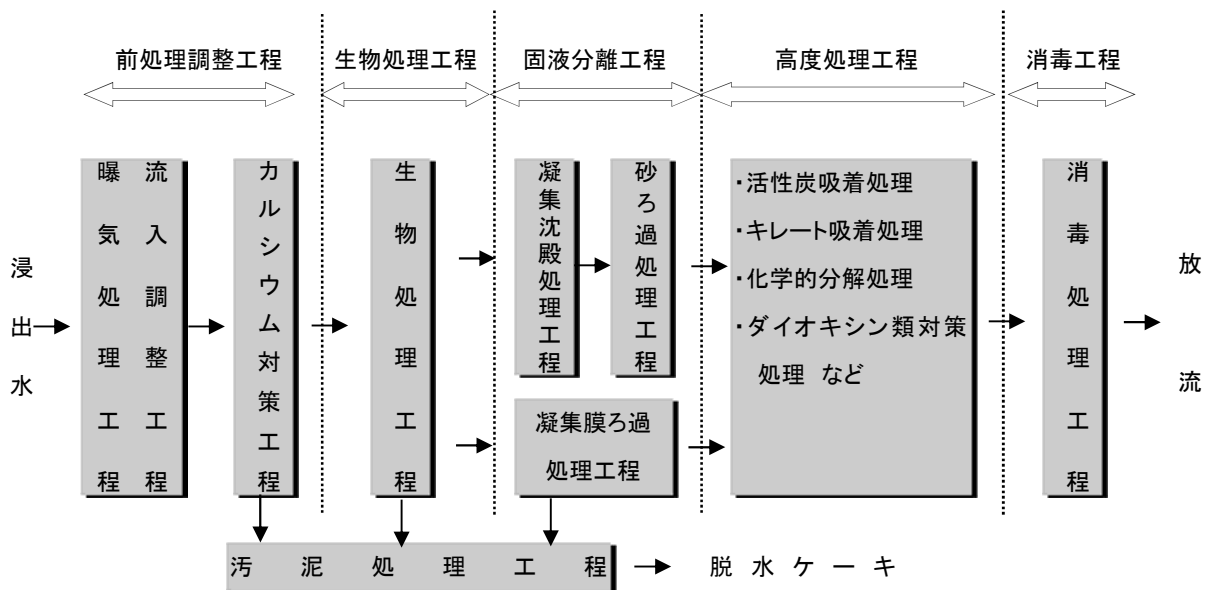 前処理調整工程
生物処理工程
固液分離工程
高度処理工程
消毒工程
浸出水
流入調整工程
曝気処理工程
カルシウム対策工程
生物処理工程
凝集沈殿処理工程
砂ろ過処理工程
凝集膜ろ過
処理工程
・活性炭吸着処理
・キレート吸着処理
・化学的分解処理
・ダイオキシン類対策
処理 など
消毒処理工程
放流
汚泥処理工程
脱水ケーキ